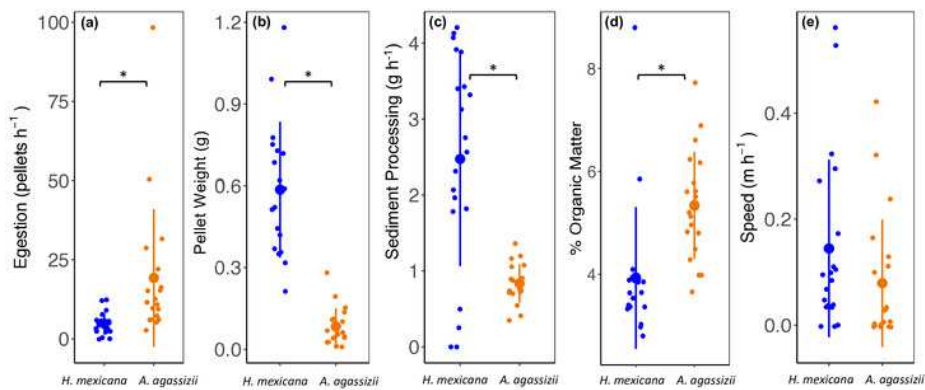 (a)
Egestion (pellets h⁻¹)
100
75
50
25
0
*
H. mexicana A. agassizii
(b)
Pellet Weight (g)
1.2
0.9
0.6
0.3
0.0
*
H. mexicana A. agassizii
(c)
Sediment Processing (g h⁻¹)
4
3
2
1
0
*
H. mexicana A. agassizii
(d)
% Organic Matter
8
6
4
*
H. mexicana A. agassizii
(e)
Speed (m h⁻¹)
0.4
0.2
0.0
H. mexicana A. agassizii